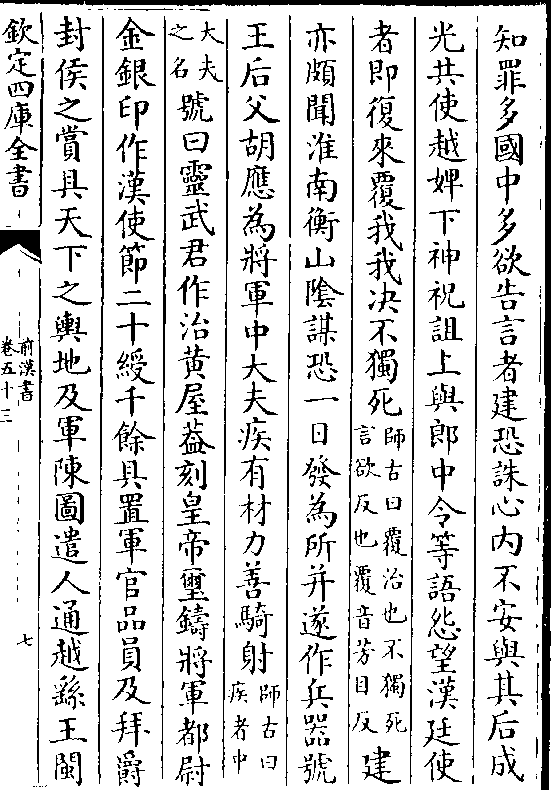 知罪多國中多欲告言者建恐誅心内不安與其后成
光共使越婢下神祝詛上與郎中令等語怨望漢廷使
者即復來覆我我决不獨死師古曰覆治也不獨死
言欲反也覆音芳目反建
亦頗聞淮南衡山隂謀恐一日發為所并遂作兵器號
王后父胡應為將軍中大夫疾有材力善騎射師古曰
疾者中
大夫
之名號曰靈武君作治黄屋葢刻皇帝璽鑄將軍都尉
金銀印作漢使節二十綬千餘具置軍官品員及拜爵
封侯之賞具天下之輿地及軍陳圖遣人通越繇王閩
欽定四庫全書
前漢書
卷五十三
七